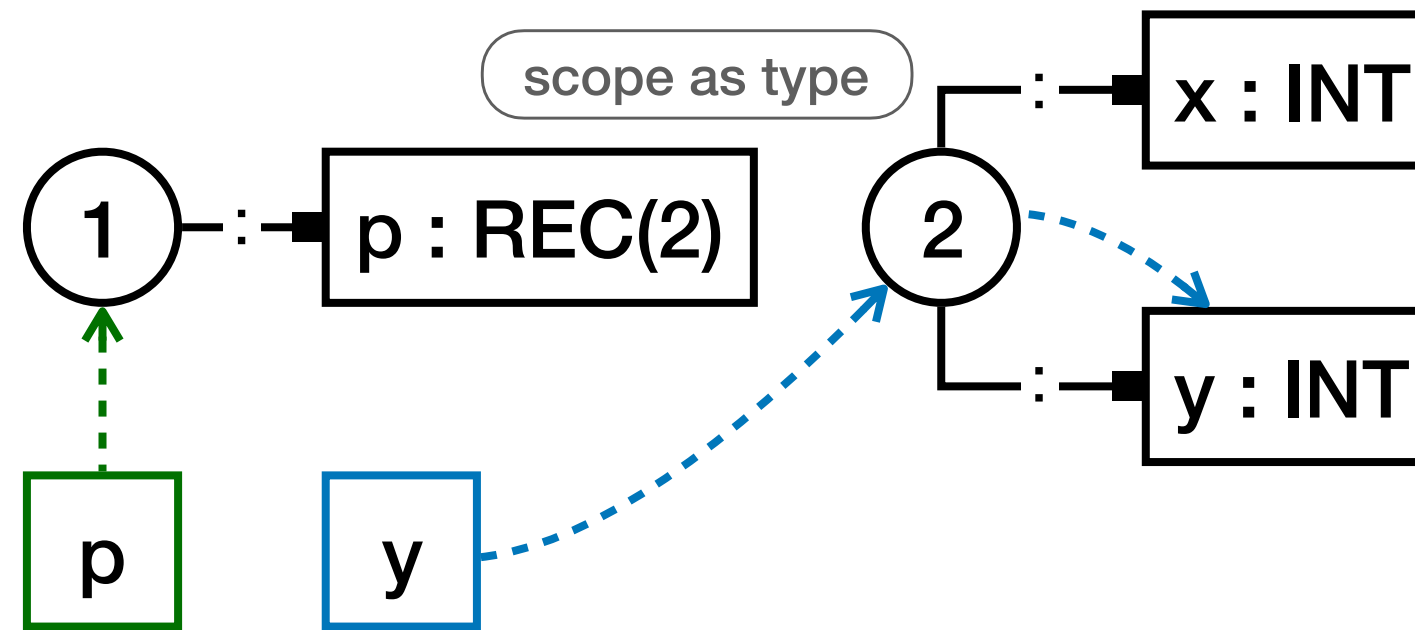 scope as type
: x : INT
1 : p : REC(2) 2
: y : INT
p y